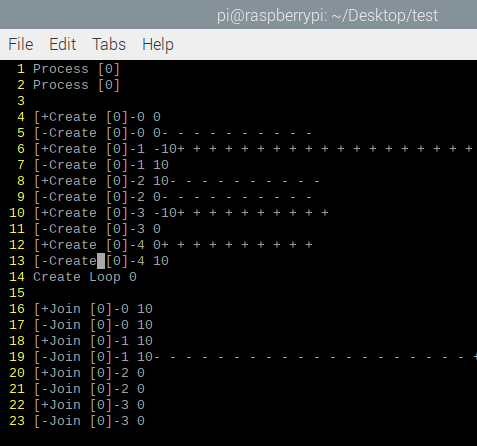 pi@raspberrypi: ~/Desktop/test
File Edit Tabs Help
1 Process [0]
2 Process [0]
3
4 [+Create [0]-0 0
5 [-Create [0]-0 0- - - - - - - - - -
6 [+Create [0]-1 -10+ + + + + + + + + + + + + + + + + + +
7 [-Create [0]-1 10
8 [+Create [0]-2 10- - - - - - - - - -
9 [-Create [0]-2 0- - - - - - - - - -
10 [+Create [0]-3 -10+ + + + + + + + + +
11 [-Create [0]-3 0
12 [+Create [0]-4 0+ + + + + + + + + +
13 [-Create [0]-4 10
14 Create Loop 0
15
16 [+Join [0]-0 10
17 [-Join [0]-0 10
18 [+Join [0]-1 10
19 [-Join [0]-1 10- - - - - - - - - - - - - - - - - - - - +
20 [+Join [0]-2 0
21 [-Join [0]-2 0
22 [+Join [0]-3 0
23 [-Join [0]-3 0